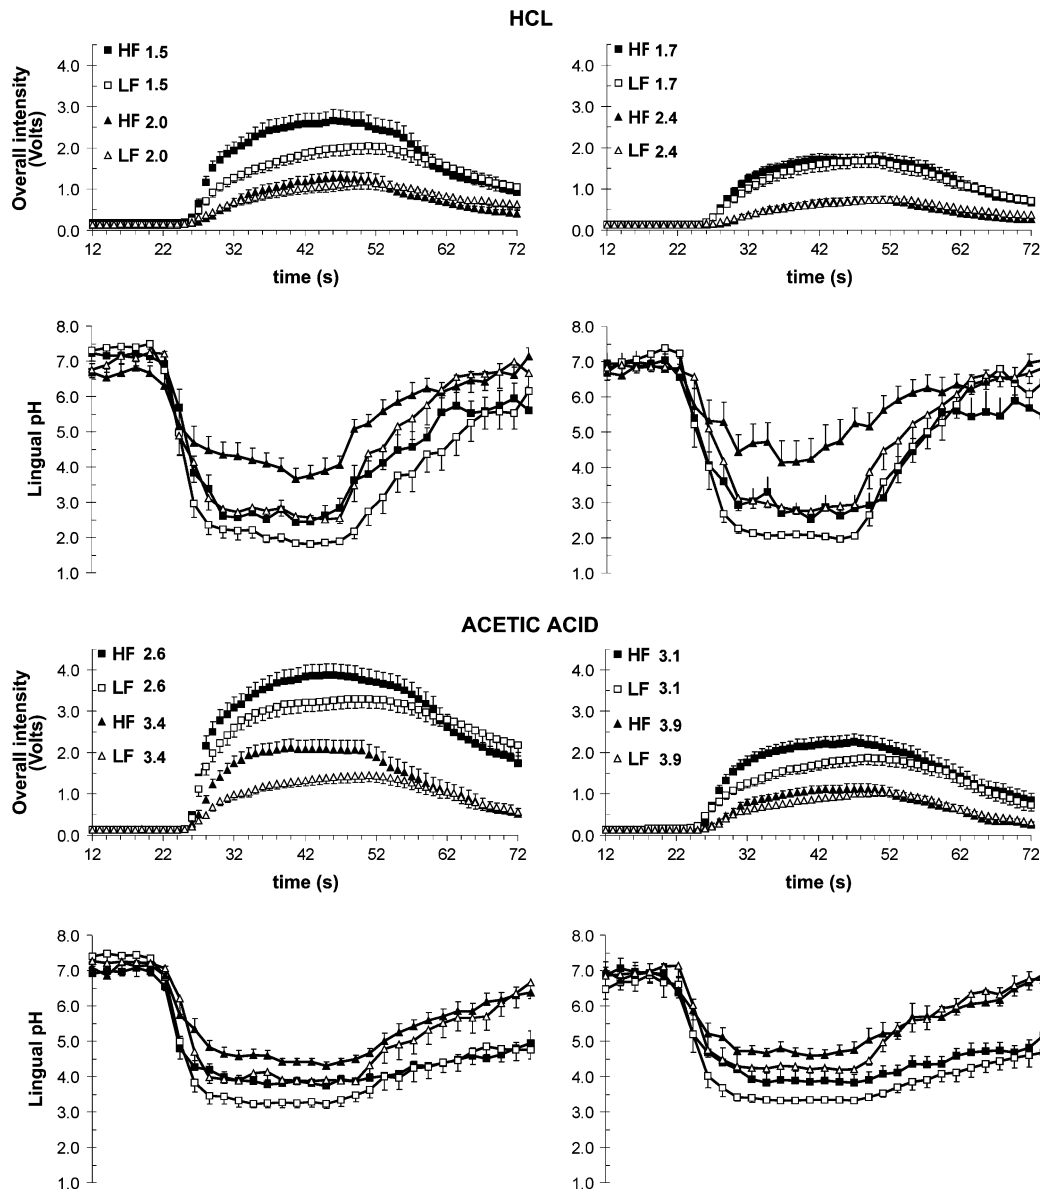 HCL
Overall intensity
(Volts)
4.0
3.0
2.0
1.0
0.0
HF 1.5
LF 1.5
HF 2.0
LF 2.0
12 22 32 42 52 62 72
time (s)
4.0
3.0
2.0
1.0
0.0
HF 1.7
LF 1.7
HF 2.4
LF 2.4
12 22 32 42 52 62 72
time (s)
Lingual pH
8.0
7.0
6.0
5.0
4.0
3.0
2.0
1.0
8.0
7.0
6.0
5.0
4.0
3.0
2.0
1.0
ACETIC ACID
Overall intensity
(Volts)
4.0
3.0
2.0
1.0
0.0
HF 2.6
LF 2.6
HF 3.4
LF 3.4
12 22 32 42 52 62 72
time (s)
4.0
3.0
2.0
1.0
0.0
HF 3.1
LF 3.1
HF 3.9
LF 3.9
12 22 32 42 52 62 72
time (s)
Lingual pH
8.0
7.0
6.0
5.0
4.0
3.0
2.0
1.0
8.0
7.0
6.0
5.0
4.0
3.0
2.0
1.0